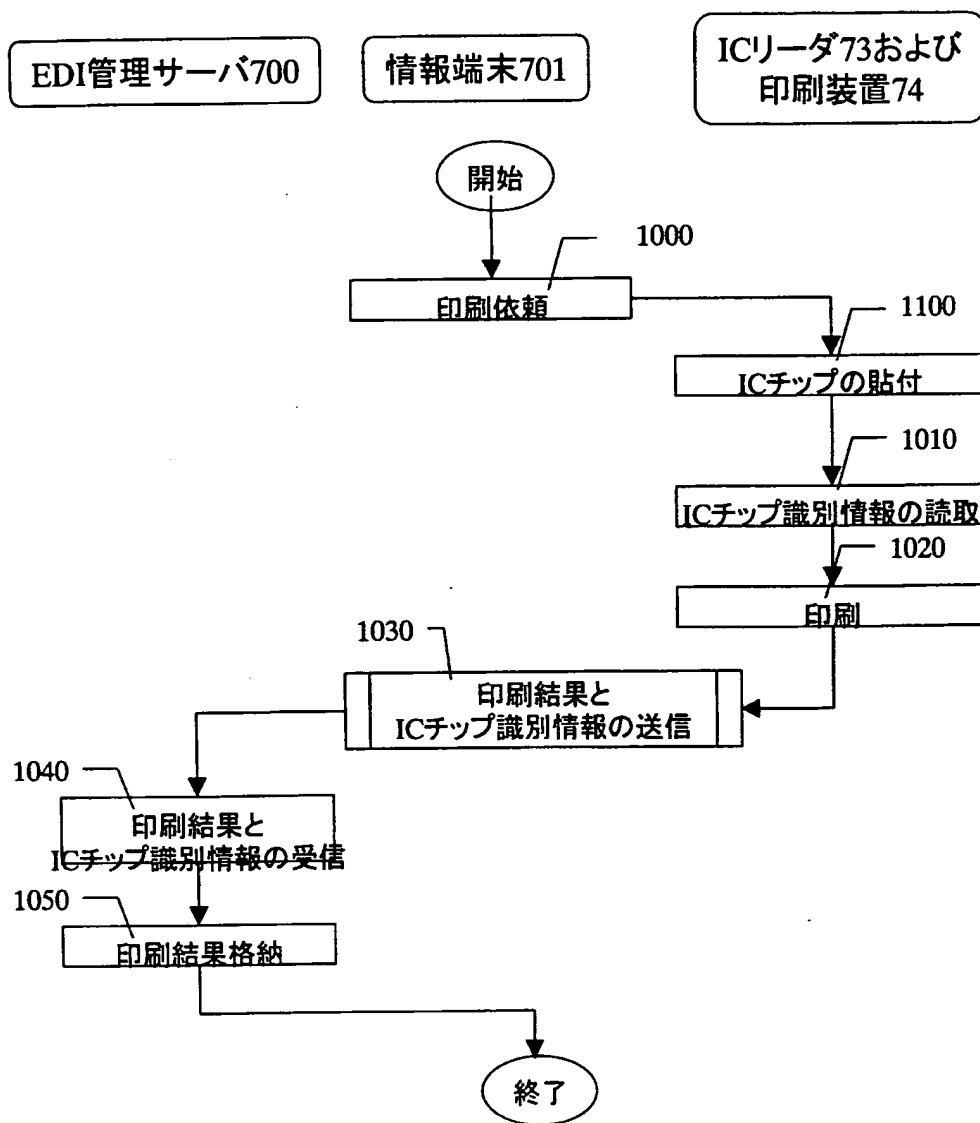 EDI管理サーバ700
情報端末701
ICリーダ73および
印刷装置74
開始
1000
印刷依頼
1100
ICチップの貼付
1010
ICチップ識別情報の読取
1020
印刷
1030
印刷結果と
ICチップ識別情報の送信
1040
印刷結果と
ICチップ識別情報の受信
1050
印刷結果格納
終了